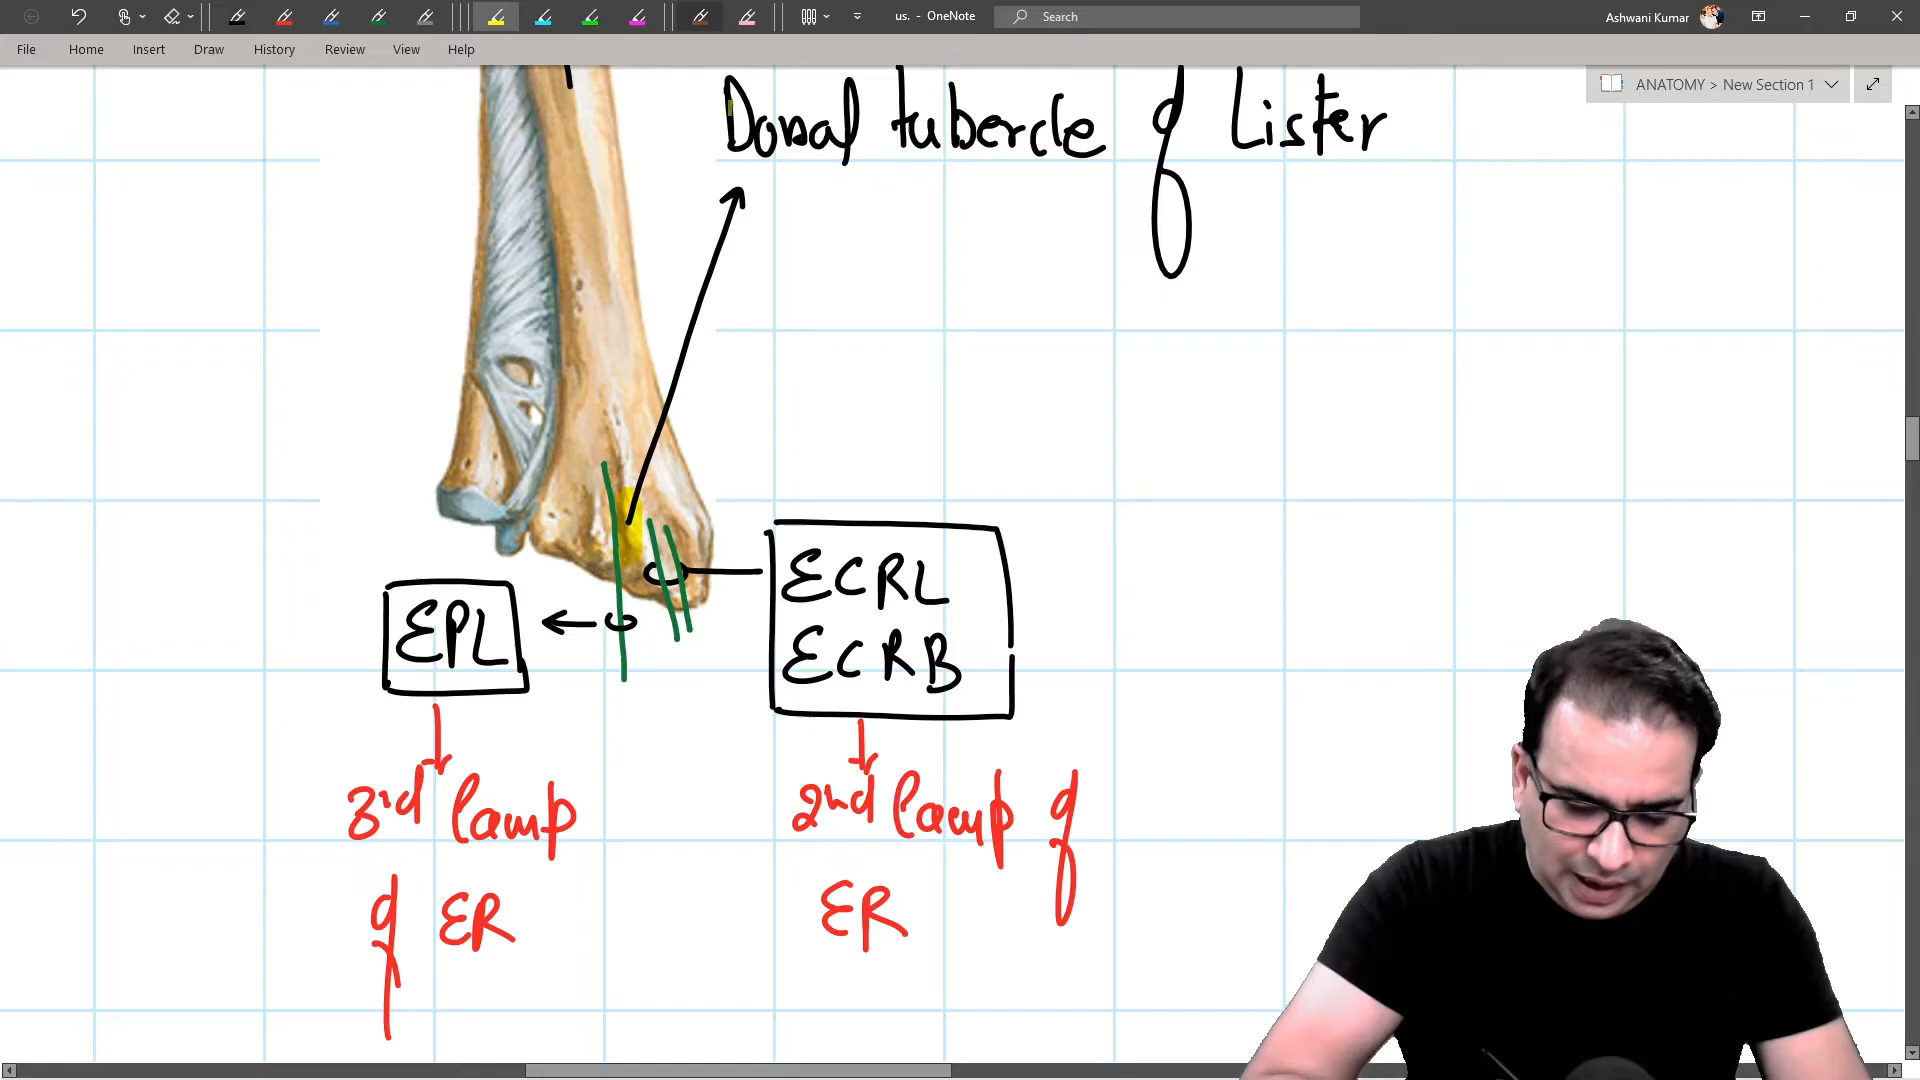 us. - OneNote
Search
Ashwani Kumar
File Home Insert Draw History Review View Help
ANATOMY > New Section 1
Dorsal tubercle of Lister
ECRL
ECRB
EPL
3rd Comp
of ER
2nd Comp of
ER